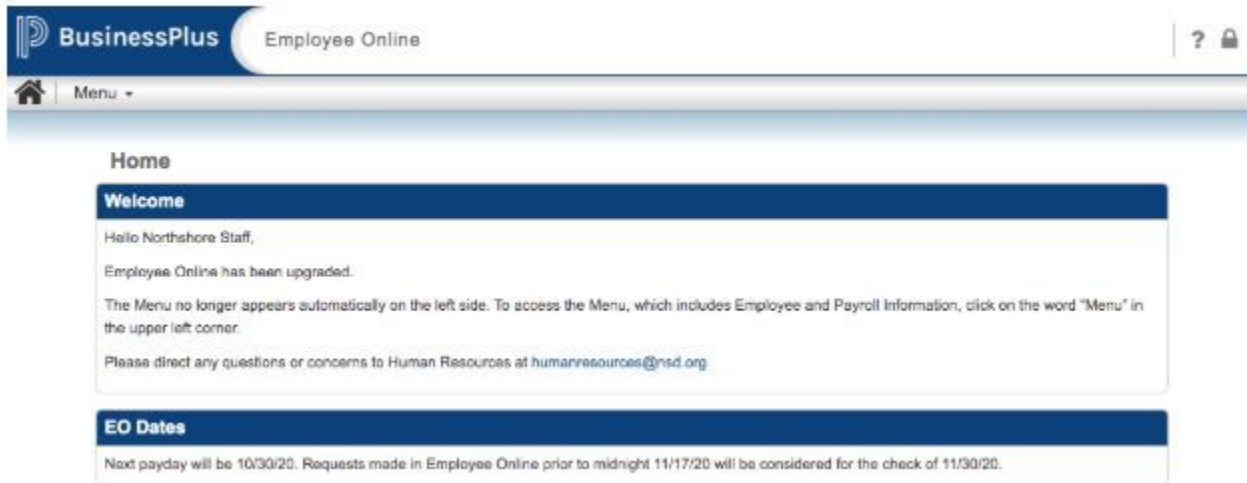 BusinessPlus
Employee Online
?
Menu
Home
Welcome
Hello Northshore Staff,
Employee Online has been upgraded.
The Menu no longer appears automatically on the left side. To access the Menu, which includes Employee and Payroll Information, click on the word "Menu" in
the upper left corner.
Please direct any questions or concerns to Human Resources at humanresources@nsd.org
EO Dates
Next payday will be 10/30/20. Requests made in Employee Online prior to midnight 11/17/20 will be considered for the check of 11/30/20.